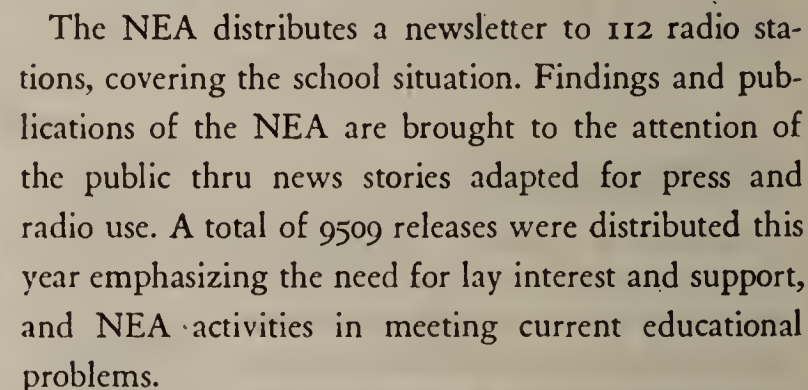 The NEA distributes a newsletter to 112 radio sta-
tions, covering the school situation. Findings and pub-
lications of the NEA are brought to the attention of
the public thru news stories adapted for press and
radio use. A total of 9509 releases were distributed this
year emphasizing the need for lay interest and support,
and NEA activities in meeting current educational
problems.